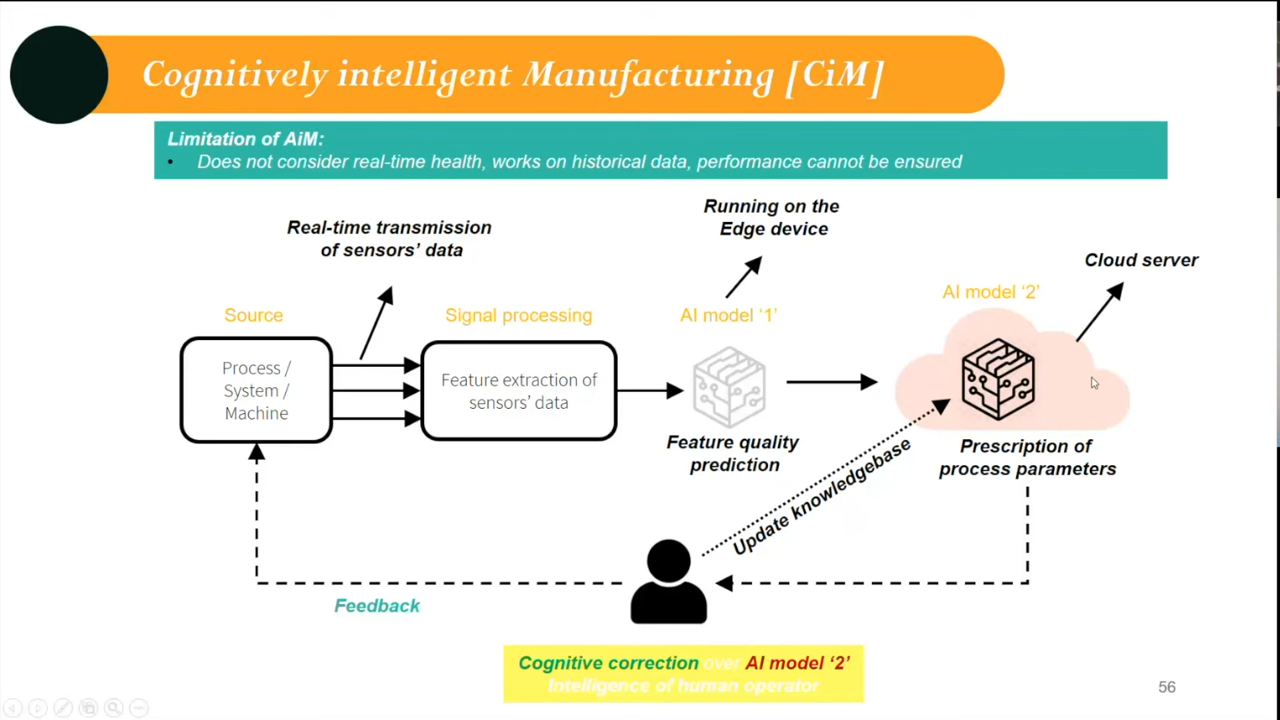 Cognitively intelligent Manufacturing [CiM]
Limitation of AiM:
• Does not consider real-time health, works on historical data, performance cannot be ensured
Running on the
Edge device
Real-time transmission
of sensors’ data
Cloud server
AI model ‘2’
Source
Signal processing
AI model ‘1’
Process /
System /
Machine
Feature extraction of
sensors’ data
Feature quality
prediction
Prescription of
process parameters
Update knowledgebase
Feedback
Cognitive correction over AI model ‘2’
Intelligence of human operator
56